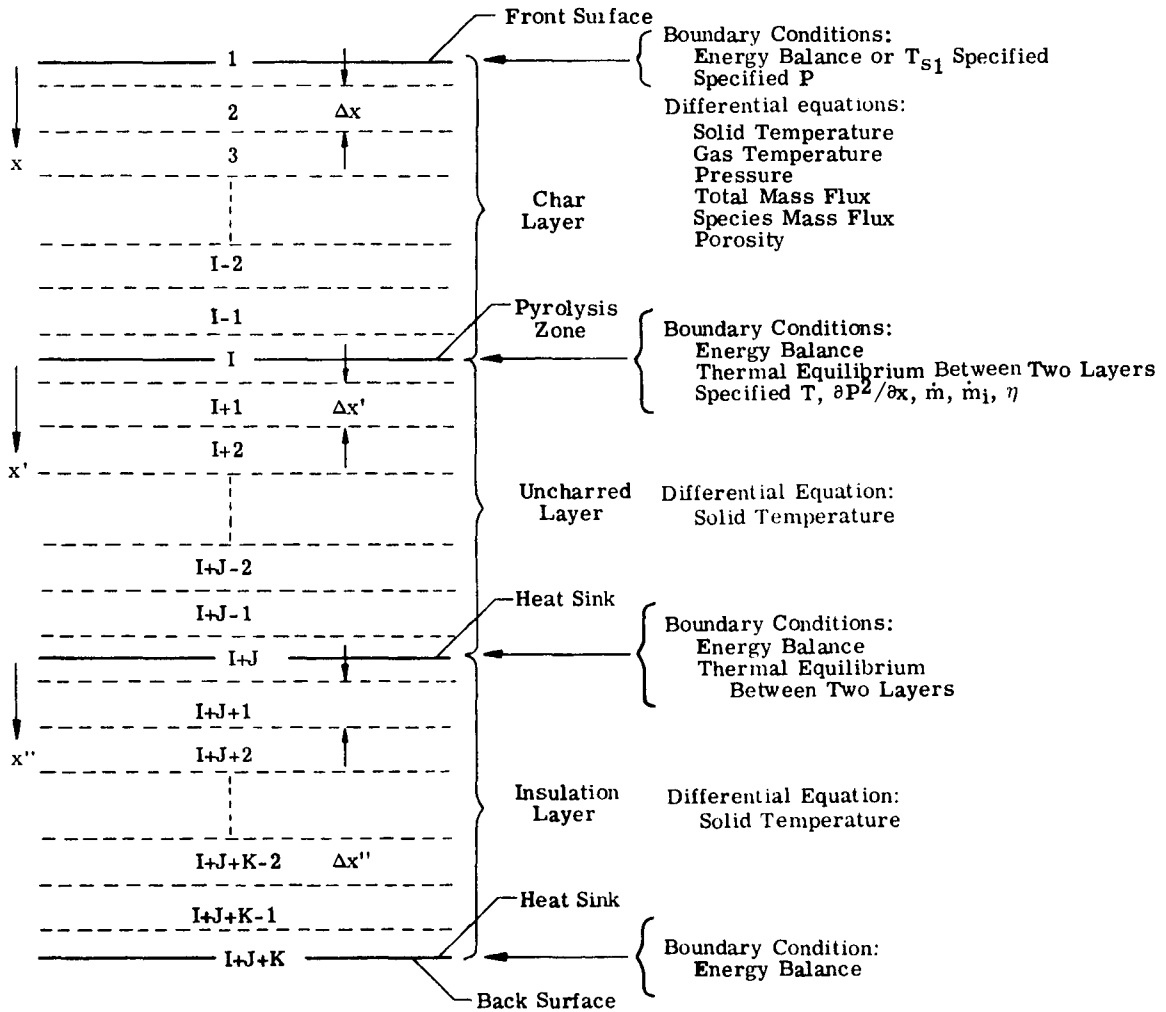 Front Surface
1
x
2
Δx
3
I-2
I-1
Char
Layer
Boundary Conditions:
Energy Balance or Ts1 Specified
Specified P
Differential equations:
Solid Temperature
Gas Temperature
Pressure
Total Mass Flux
Species Mass Flux
Porosity
Pyrolysis
Zone
I
x'
I+1
Δx'
I+2
I+J-2
I+J-1
Uncharred
Layer
Boundary Conditions:
Energy Balance
Thermal Equilibrium Between Two Layers
Specified T, ∂P²/∂x, ṁ, ṁi, η
Differential Equation:
Solid Temperature
Heat Sink
I+J
x''
I+J+1
I+J+2
I+J+K-2
Δx''
I+J+K-1
Insulation
Layer
Boundary Conditions:
Energy Balance
Thermal Equilibrium
Between Two Layers
Differential Equation:
Solid Temperature
Heat Sink
I+J+K
Back Surface
Boundary Condition:
Energy Balance